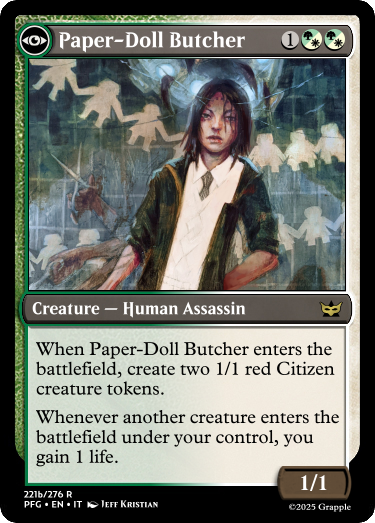 Paper-Doll Butcher 1
Creature — Human Assassin
When Paper-Doll Butcher enters the
battlefield, create two 1/1 red Citizen
creature tokens.
Whenever another creature enters the
battlefield under your control, you
gain 1 life.
1/1
221b/276 R
PFG • EN • IT Jeff Kristian
©2025 Grapple